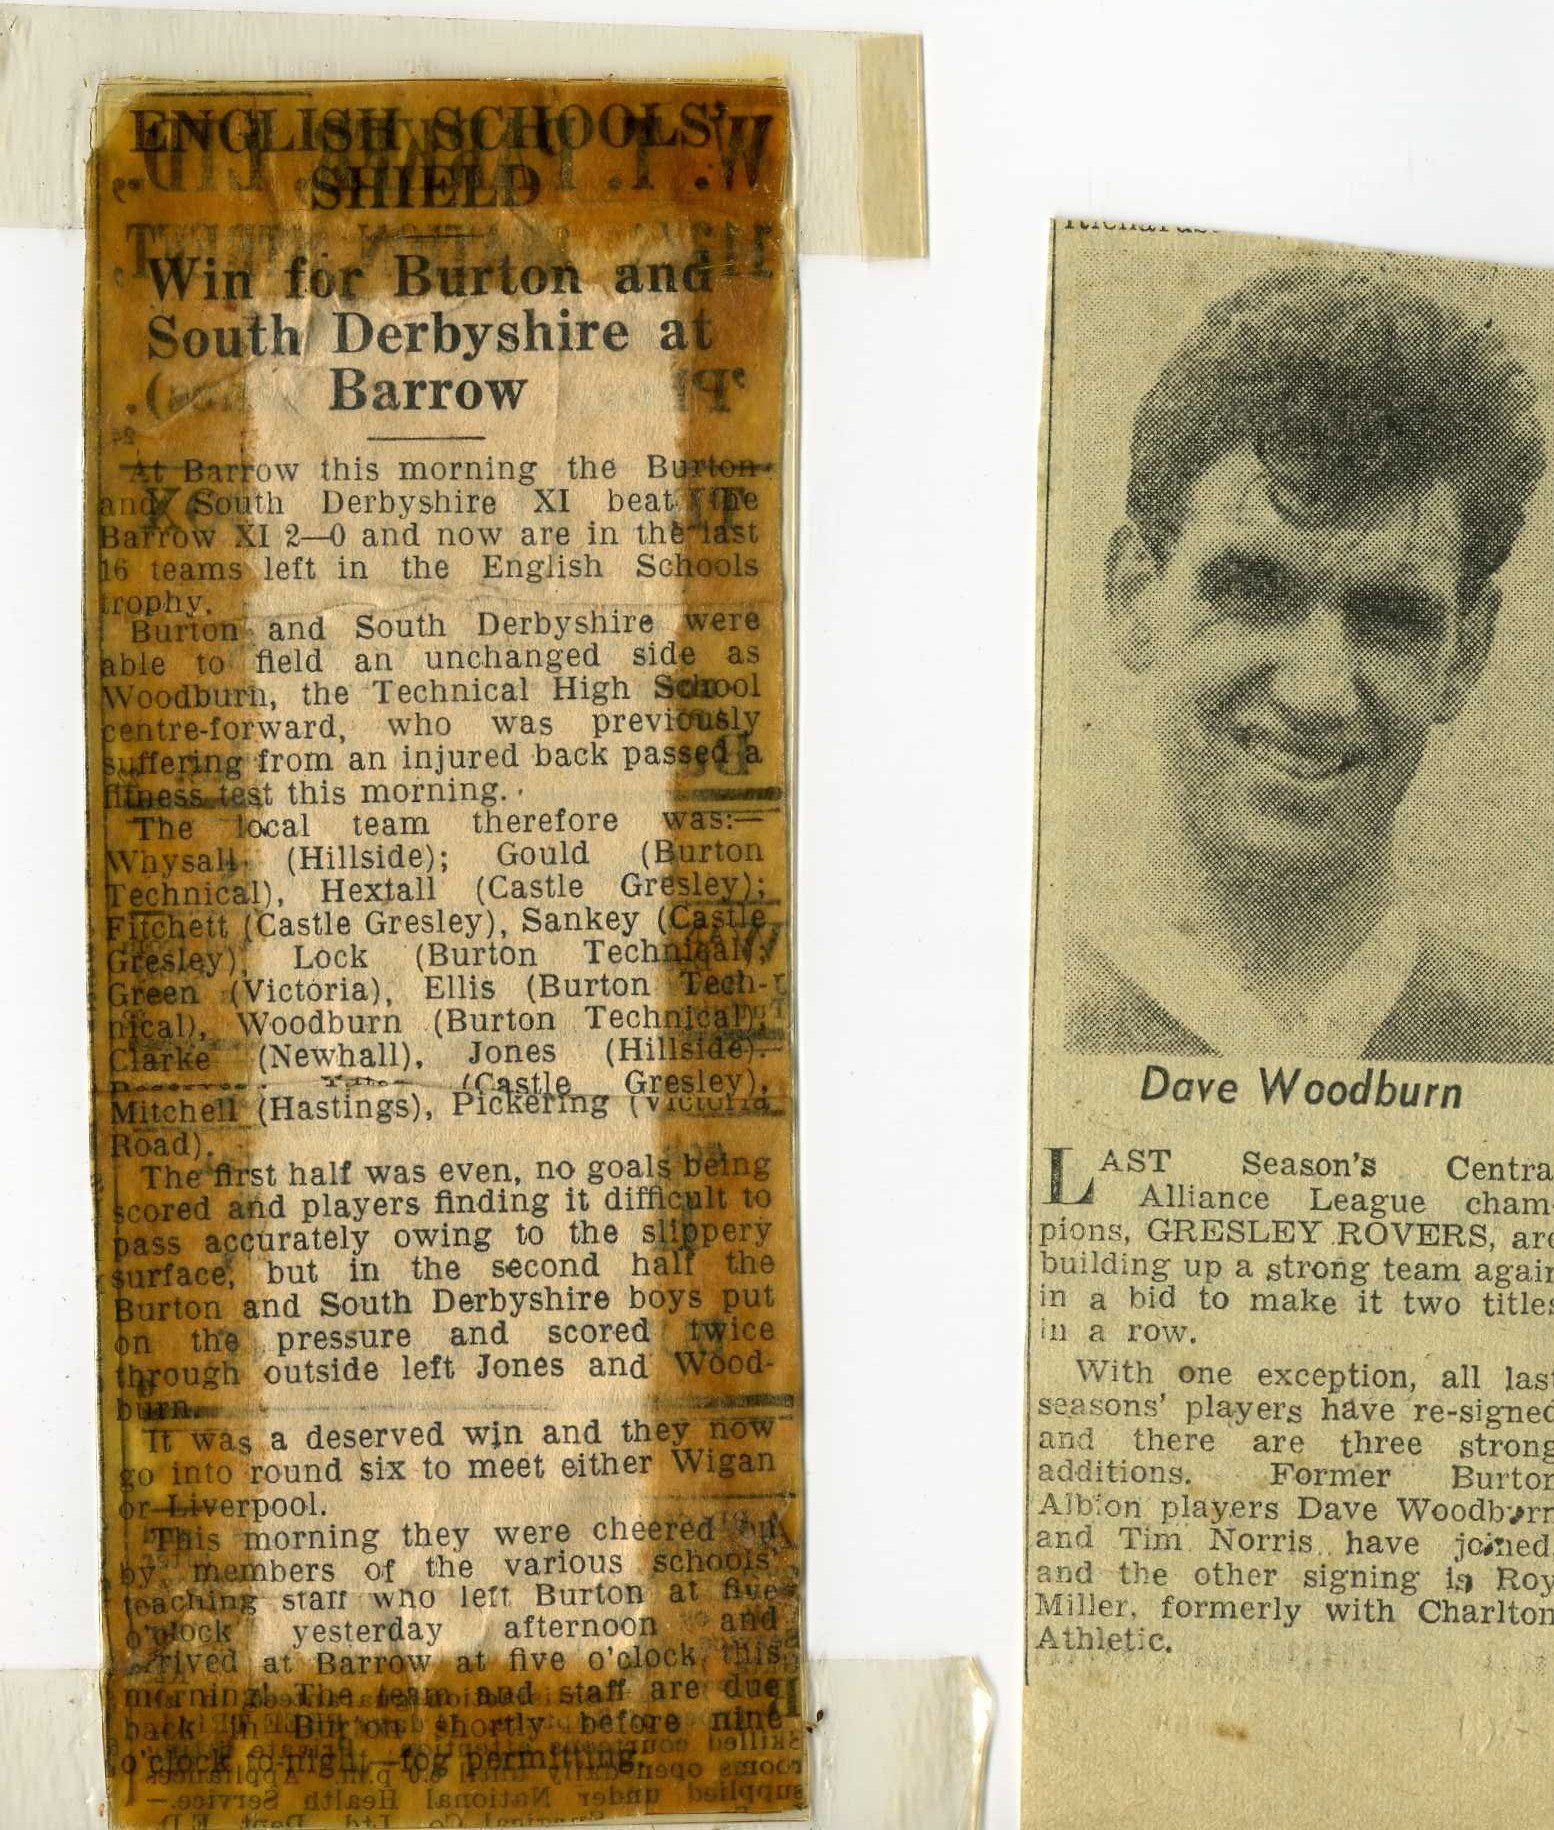 ENGLISH SCHOOLS'
SHIELD
Win for Burton and
South Derbyshire at
Barrow
At Barrow this morning the Burton
and South Derbyshire XI beat the
Barrow XI 2—0 and now are in the last
16 teams left in the English Schools
trophy.
Burton and South Derbyshire were
able to field an unchanged side as
Woodburn, the Technical High School
centre-forward, who was previously
suffering from an injured back passed a
fitness test this morning.
The local team therefore was:—
Whysall (Hillside); Gould (Burton
Technical), Hextall (Castle Gresley);
Fitchett (Castle Gresley), Sankey (Castle
Gresley), Lock (Burton Technical);
Green (Victoria), Ellis (Burton Tech-
nical), Woodburn (Burton Technical),
Clarke (Newhall), Jones (Hillside).
(Castle Gresley),
Mitchell (Hastings), Pickering (Victoria
Road).
The first half was even, no goals being
scored and players finding it difficult to
pass accurately owing to the slippery
surface, but in the second half the
Burton and South Derbyshire boys put
on the pressure and scored twice
through outside left Jones and Wood-
burn.
It was a deserved win and they now
go into round six to meet either Wigan
or Liverpool.
This morning they were cheered on
by members of the various schools'
teaching staff who left Burton at five
o'clock yesterday afternoon and
arrived at Barrow at five o'clock this
morning! The team and staff are due
back in Burton shortly before nine
o'clock to-night—fog permitting.
Dave Woodburn
LAST Season's Centra
Alliance League cham-
pions, GRESLEY ROVERS, are
building up a strong team again
in a bid to make it two titles
in a row.
With one exception, all last
seasons' players have re-signed
and there are three strong
additions. Former Burton
Albion players Dave Woodburn
and Tim Norris have joined,
and the other signing is Roy
Miller, formerly with Charlton
Athletic.